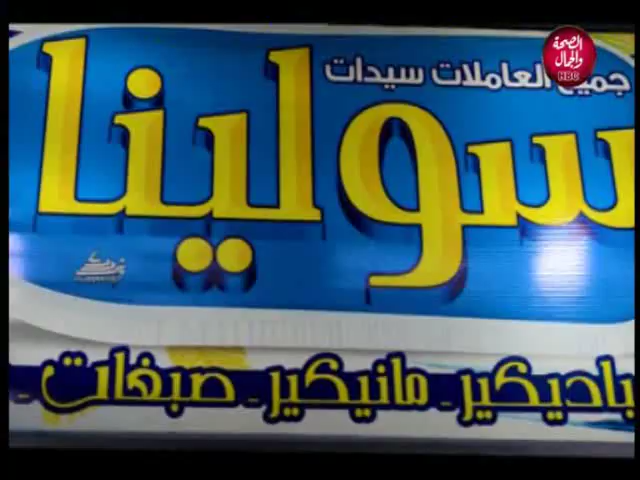 الصحة
والجمال
HBC
جميع العاملات سيدات
سولينا
باديكير - مانيكير - صبغات -